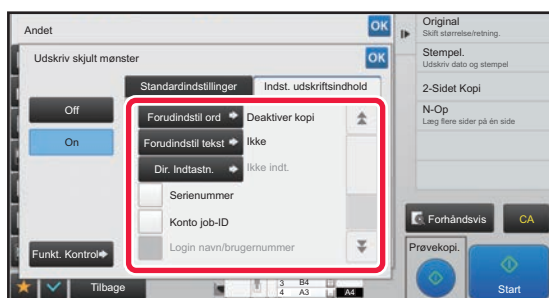 Andet
OK
Udskriv skjult mønster
OK
Standardindstillinger
Indst. udskriftsindhold
Off
On
Funkt. Kontrol
Forudindstil ord
Deaktiver kopi
Forudindstil tekst
Ikke
Dir. Indtastn.
Ikke indt.
Serienummer
Konto job-ID
Login navn/brugernummer
Tilbage
3 B4
4 A3
A4
Original
Skift størrelse/retning.
Stempel.
Udskriv dato og stempel
2-Sidet Kopi
N-Op
Læg flere sider på én side
Forhåndsvis
CA
Prøvekopi.
Start